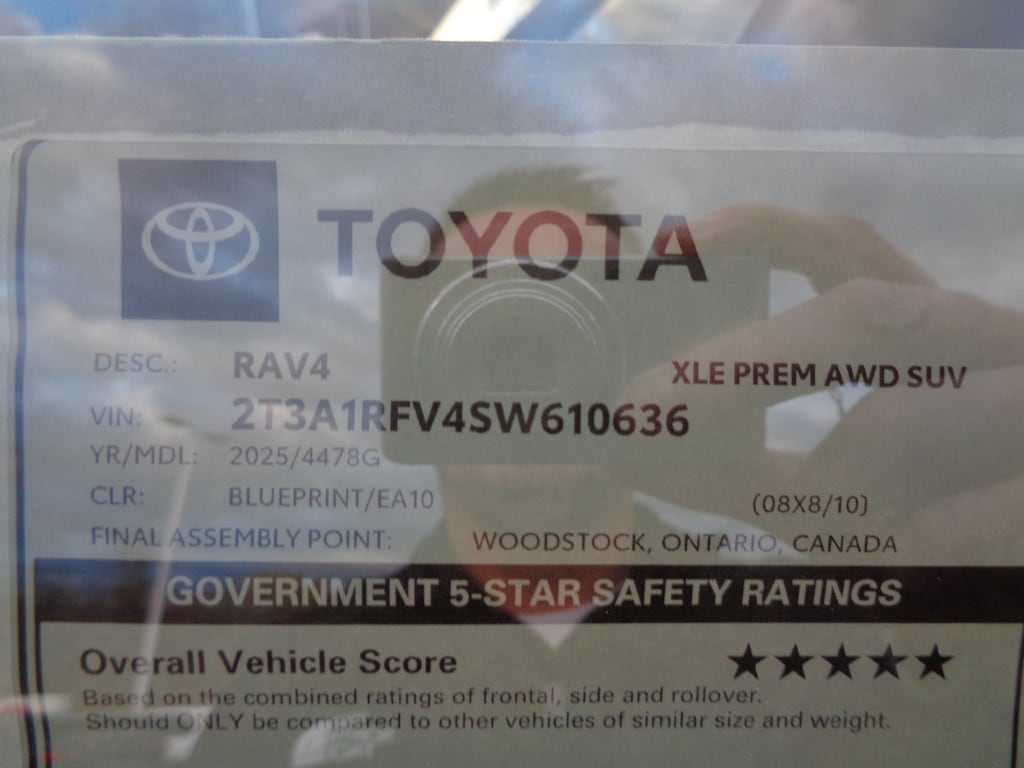 TOYOTA
DESC.: RAV4 XLE PREM AWD SUV
VIN: 2T3A1RFV4SW610636
YR/MDL: 2025/4478G
CLR: BLUEPRINT/EA10 (08X8/10)
FINAL ASSEMBLY POINT: WOODSTOCK, ONTARIO, CANADA
GOVERNMENT 5-STAR SAFETY RATINGS
Overall Vehicle Score ★★★★★
Based on the combined ratings of frontal, side and rollover.
Should ONLY be compared to other vehicles of similar size and weight.